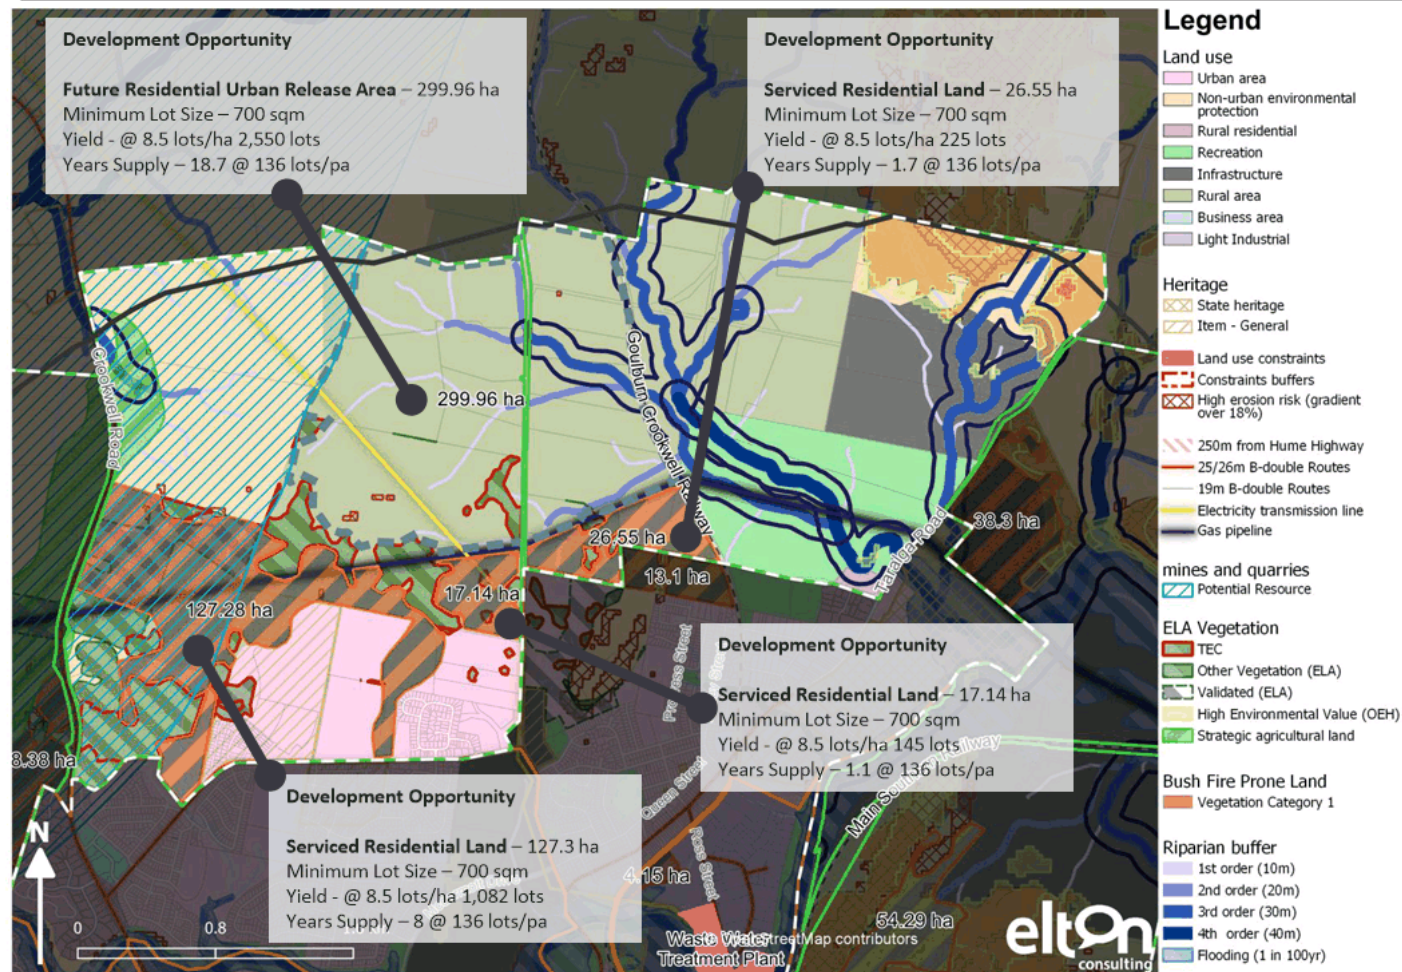 Development Opportunity
Future Residential Urban Release Area – 299.96 ha
Minimum Lot Size – 700 sqm
Yield - @ 8.5 lots/ha 2,550 lots
Years Supply – 18.7 @ 136 lots/pa
Development Opportunity
Serviced Residential Land – 26.55 ha
Minimum Lot Size – 700 sqm
Yield - @ 8.5 lots/ha 225 lots
Years Supply – 1.7 @ 136 lots/pa
Crookwell Road
299.96 ha
Goulburn Crookwell Railway
26.55 ha
Taralga Road
38.3 ha
13.1 ha
17.14 ha
127.28 ha
8.38 ha
Development Opportunity
Serviced Residential Land – 17.14 ha
Minimum Lot Size – 700 sqm
Yield - @ 8.5 lots/ha 145 lots
Years Supply – 1.1 @ 136 lots/pa
Street
Main South Railway
Queen Street
Ross Street
Development Opportunity
Serviced Residential Land – 127.3 ha
Minimum Lot Size – 700 sqm
Yield - @ 8.5 lots/ha 1,082 lots
Years Supply – 8 @ 136 lots/pa
4.15 ha
54.29 ha
N
0 0.8
Waste Water
Treatment Plant
StreetMap contributors
elton
consulting
Legend
Land use
Urban area
Non-urban environmental
protection
Rural residential
Recreation
Infrastructure
Rural area
Business area
Light Industrial
Heritage
State heritage
Item - General
Land use constraints
Constraints buffers
High erosion risk (gradient
over 18%)
250m from Hume Highway
25/26m B-double Routes
19m B-double Routes
Electricity transmission line
Gas pipeline
mines and quarries
Potential Resource
ELA Vegetation
TEC
Other Vegetation (ELA)
Validated (ELA)
High Environmental Value (OEH)
Strategic agricultural land
Bush Fire Prone Land
Vegetation Category 1
Riparian buffer
1st order (10m)
2nd order (20m)
3rd order (30m)
4th order (40m)
Flooding (1 in 100yr)